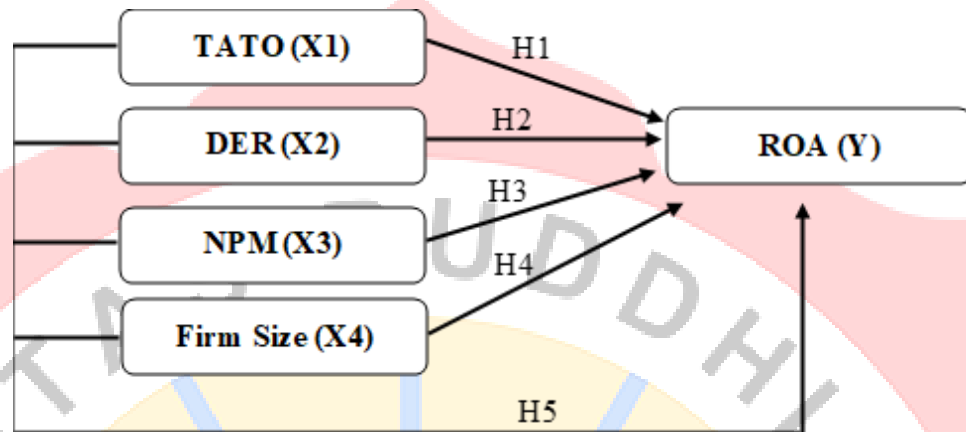 TATO (X1)
H1
DER (X2)
H2
ROA (Y)
NPM (X3)
H3
H4
Firm Size (X4)
H5